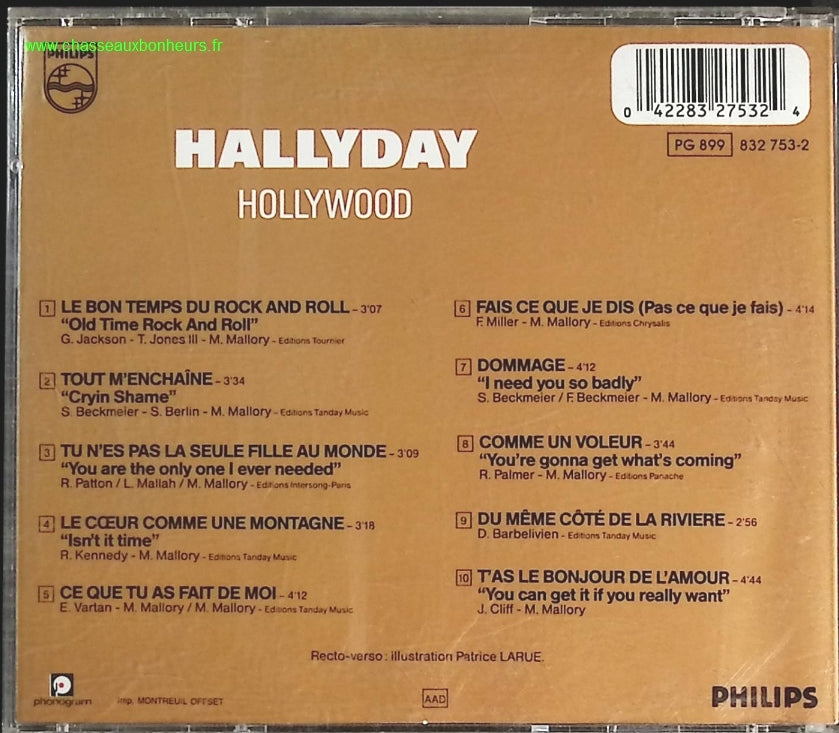 www.chasseauxbonheurs.fr
PHILIPS
0 42283 27532 4
PG 899 832 753-2
HALLYDAY
HOLLYWOOD
1 LE BON TEMPS DU ROCK AND ROLL – 3'07
“Old Time Rock And Roll”
G. Jackson - T. Jones III - M. Mallory - Editions Tournier
2 TOUT M'ENCHAÎNE – 3'34
“Cryin Shame”
S. Beckmeier - S. Berlin - M. Mallory - Editions Tanday Music
3 TU N'ES PAS LA SEULE FILLE AU MONDE – 3'09
“You are the only one I ever needed”
R. Patton / L. Mallah / M. Mallory - Editions Intersong-Paris
4 LE CŒUR COMME UNE MONTAGNE – 3'18
“Isn't it time”
R. Kennedy - M. Mallory - Editions Tanday Music
5 CE QUE TU AS FAIT DE MOI – 4'12
E. Vartan - M. Mallory / M. Mallory - Editions Tanday Music
6 FAIS CE QUE JE DIS (Pas ce que je fais) – 4'14
F. Miller - M. Mallory - Editions Chrysalis
7 DOMMAGE – 4'12
“I need you so badly”
S. Beckmeier / F. Beckmeier - M. Mallory - Editions Tanday Music
8 COMME UN VOLEUR – 3'44
“You're gonna get what's coming”
R. Palmer - M. Mallory - Editions Panache
9 DU MÊME CÔTÉ DE LA RIVIERE – 2'56
D. Barbelivien - Editions Tanday Music
10 T'AS LE BONJOUR DE L'AMOUR – 4'44
“You can get it if you really want”
J. Cliff - M. Mallory
Recto-verso : illustration Patrice LARUE.
phonogram
imp. MONTREUIL OFFSET
AAD
PHILIPS